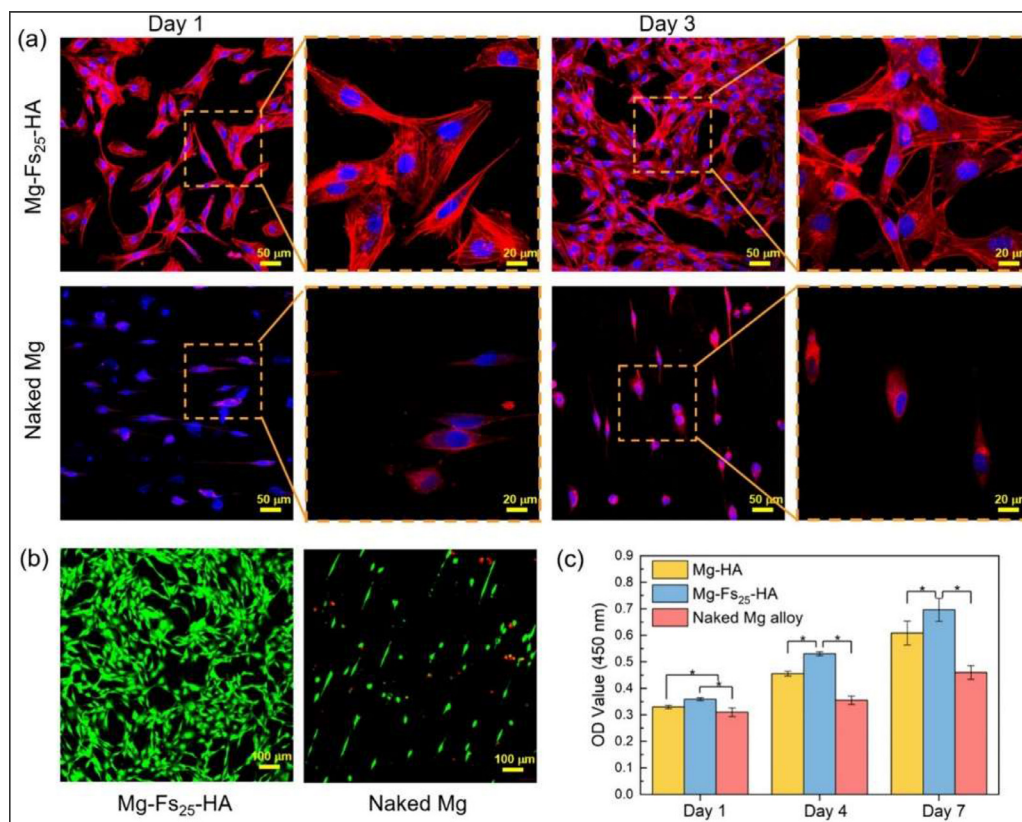 Day 1
Day 3
(a)
Mg-Fs₂₅-HA
50 μm
20 μm
50 μm
20 μm
Naked Mg
50 μm
20 μm
50 μm
20 μm
(b)
100 μm
100 μm
Mg-Fs₂₅-HA
Naked Mg
(c)
OD Value (450 nm)
0.9
0.8
0.7
0.6
0.5
0.4
0.3
0.2
0.1
0.0
Mg-HA
Mg-Fs₂₅-HA
Naked Mg alloy
* *
* *
* *
Day 1
Day 4
Day 7